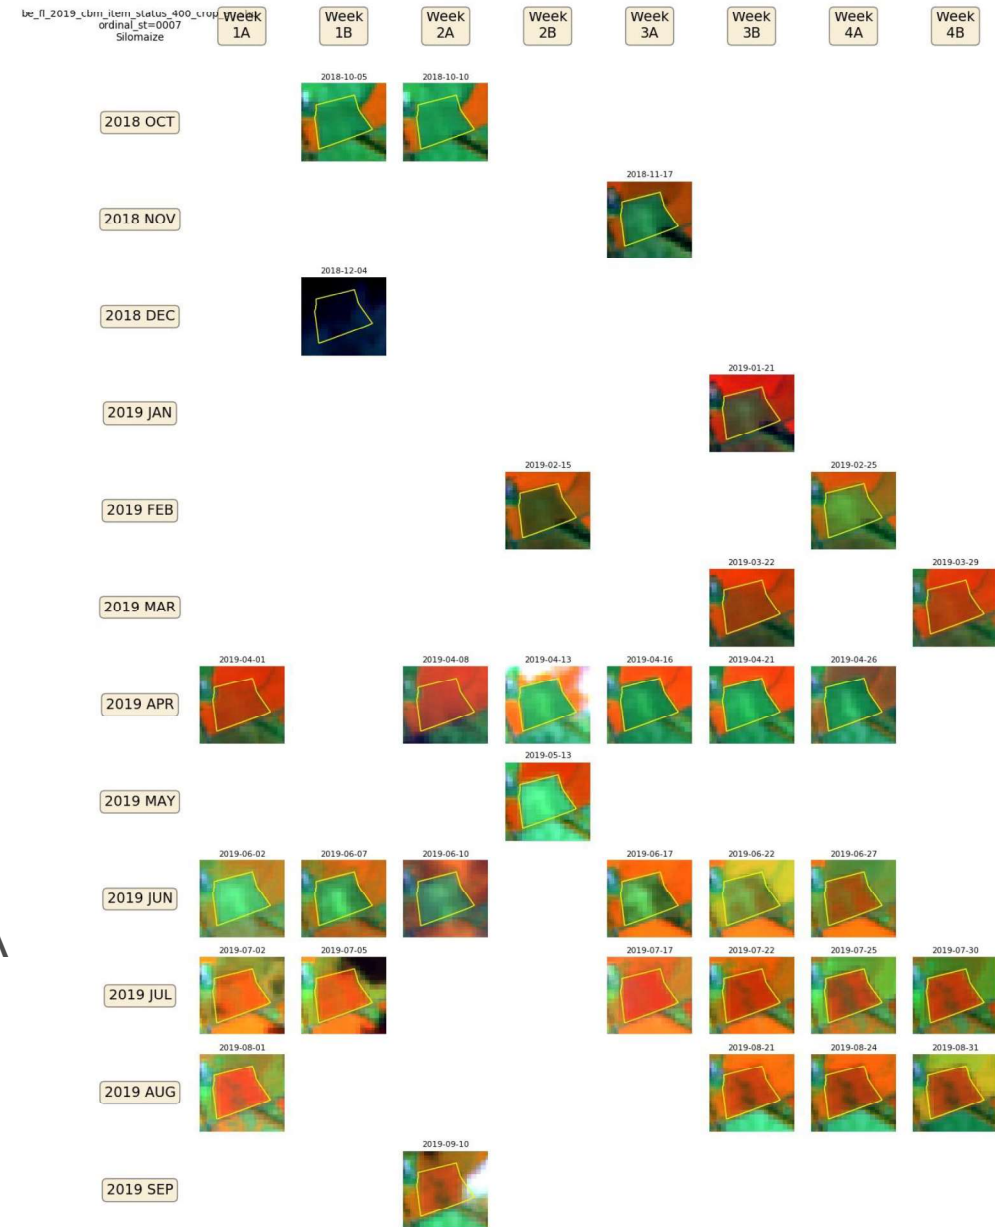 be_fl_2019_cbm_item_status_400_crop
ordinal_st=0007
Silomaize
Week 1A
Week 1B
Week 2A
Week 2B
Week 3A
Week 3B
Week 4A
Week 4B
2018 OCT
2018-10-05
2018-10-10
2018 NOV
2018-11-17
2018 DEC
2018-12-04
2019 JAN
2019-01-21
2019 FEB
2019-02-15
2019-02-25
2019 MAR
2019-03-22
2019-03-29
2019 APR
2019-04-01
2019-04-08
2019-04-13
2019-04-16
2019-04-21
2019-04-26
2019 MAY
2019-05-13
2019 JUN
2019-06-02
2019-06-07
2019-06-10
2019-06-17
2019-06-22
2019-06-27
2019 JUL
2019-07-02
2019-07-05
2019-07-17
2019-07-22
2019-07-25
2019-07-30
2019 AUG
2019-08-01
2019-08-21
2019-08-24
2019-08-31
2019 SEP
2019-09-10